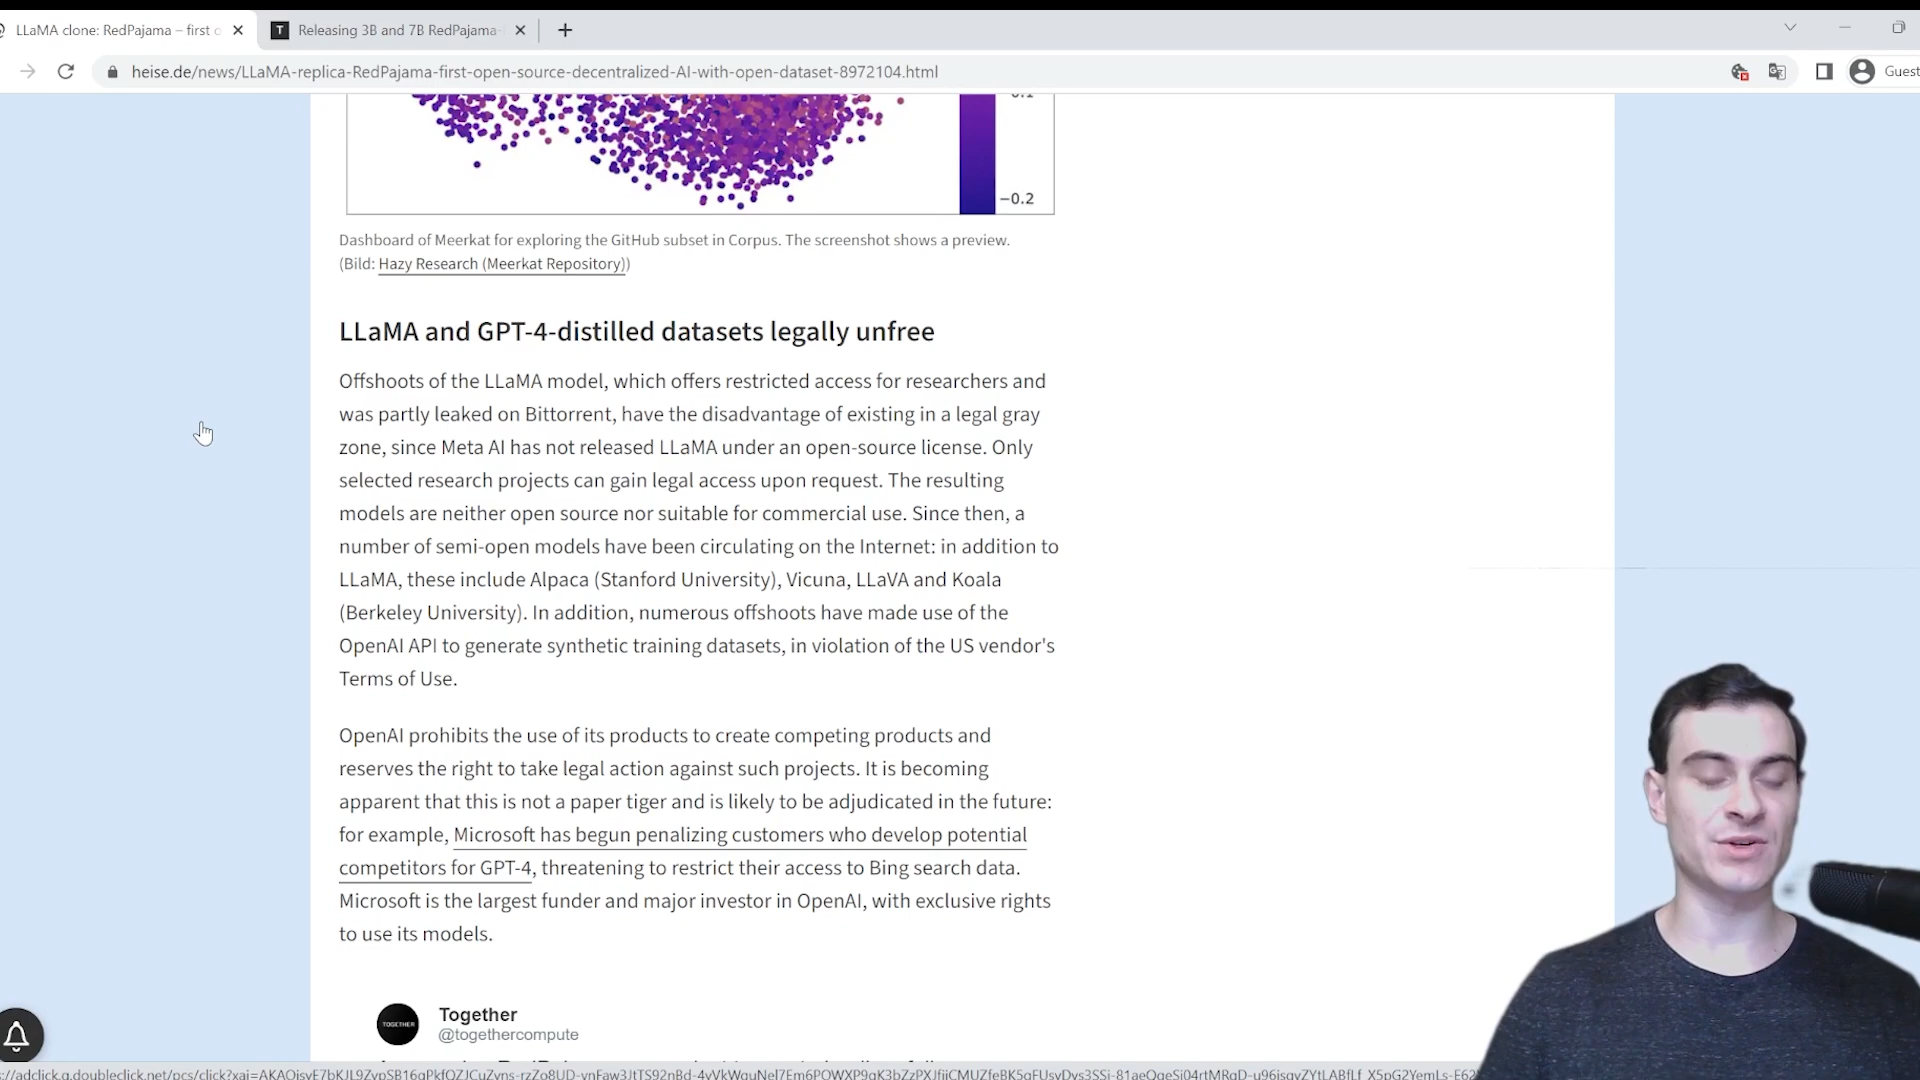 LLaMA clone: RedPajama – first o
Releasing 3B and 7B RedPajama-
heise.de/news/LLaMA-replica-RedPajama-first-open-source-decentralized-AI-with-open-dataset-8972104.html
Guest
−0.2
Dashboard of Meerkat for exploring the GitHub subset in Corpus. The screenshot shows a preview.
(Bild: Hazy Research (Meerkat Repository))
LLaMA and GPT-4-distilled datasets legally unfree
Offshoots of the LLaMA model, which offers restricted access for researchers and
was partly leaked on Bittorrent, have the disadvantage of existing in a legal gray
zone, since Meta AI has not released LLaMA under an open-source license. Only
selected research projects can gain legal access upon request. The resulting
models are neither open source nor suitable for commercial use. Since then, a
number of semi-open models have been circulating on the Internet: in addition to
LLaMA, these include Alpaca (Stanford University), Vicuna, LLaVA and Koala
(Berkeley University). In addition, numerous offshoots have made use of the
OpenAI API to generate synthetic training datasets, in violation of the US vendor's
Terms of Use.
OpenAI prohibits the use of its products to create competing products and
reserves the right to take legal action against such projects. It is becoming
apparent that this is not a paper tiger and is likely to be adjudicated in the future:
for example, Microsoft has begun penalizing customers who develop potential
competitors for GPT-4, threatening to restrict their access to Bing search data.
Microsoft is the largest funder and major investor in OpenAI, with exclusive rights
to use its models.
TOGETHER
Together
@togethercompute